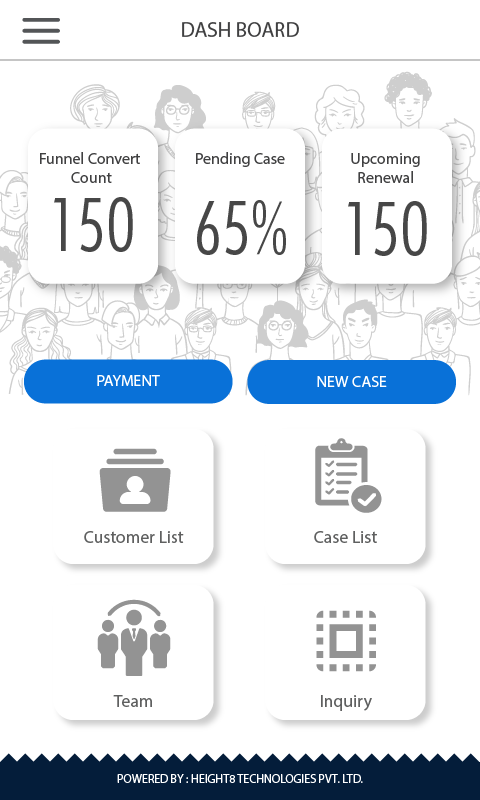 DASH BOARD
Funnel Convert
Count
150
Pending Case
65%
Upcoming
Renewal
150
PAYMENT
NEW CASE
Customer List
Case List
Team
Inquiry
POWERED BY : HEIGHT8 TECHNOLOGIES PVT. LTD.